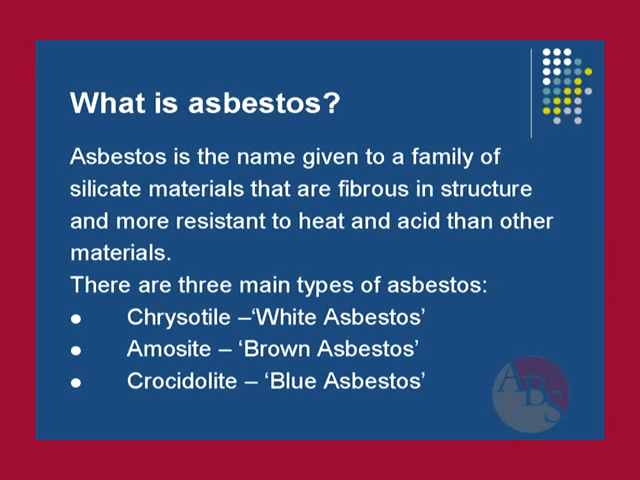 What is asbestos?
Asbestos is the name given to a family of
silicate materials that are fibrous in structure
and more resistant to heat and acid than other
materials.
There are three main types of asbestos:
● Chrysotile –‘White Asbestos’
● Amosite – ‘Brown Asbestos’
● Crocidolite – ‘Blue Asbestos’
ABS